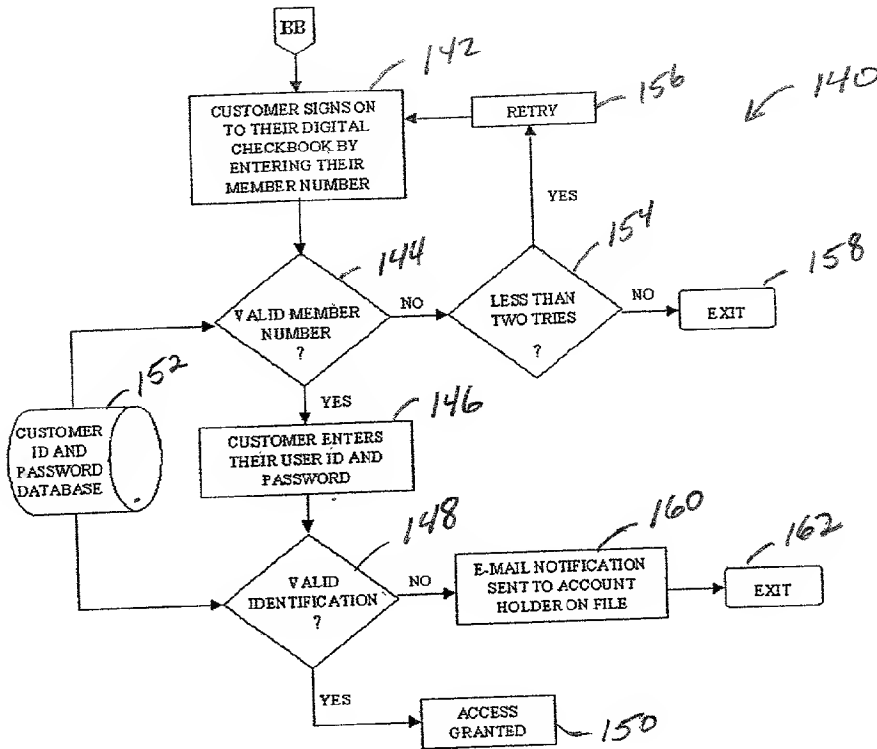 BB
142
CUSTOMER SIGNS ON
TO THEIR DIGITAL
CHECKBOOK BY
ENTERING THEIR
MEMBER NUMBER
RETRY
156
140
YES
144
VALID MEMBER
NUMBER
?
NO
154
LESS THAN
TWO TRIES
?
NO
158
EXIT
152
CUSTOMER
ID AND
PASSWORD
DATABASE
YES
146
CUSTOMER ENTERS
THEIR USER ID AND
PASSWORD
148
VALID
IDENTIFICATION
?
NO
160
E-MAIL NOTIFICATION
SENT TO ACCOUNT
HOLDER ON FILE
162
EXIT
YES
ACCESS
GRANTED
150